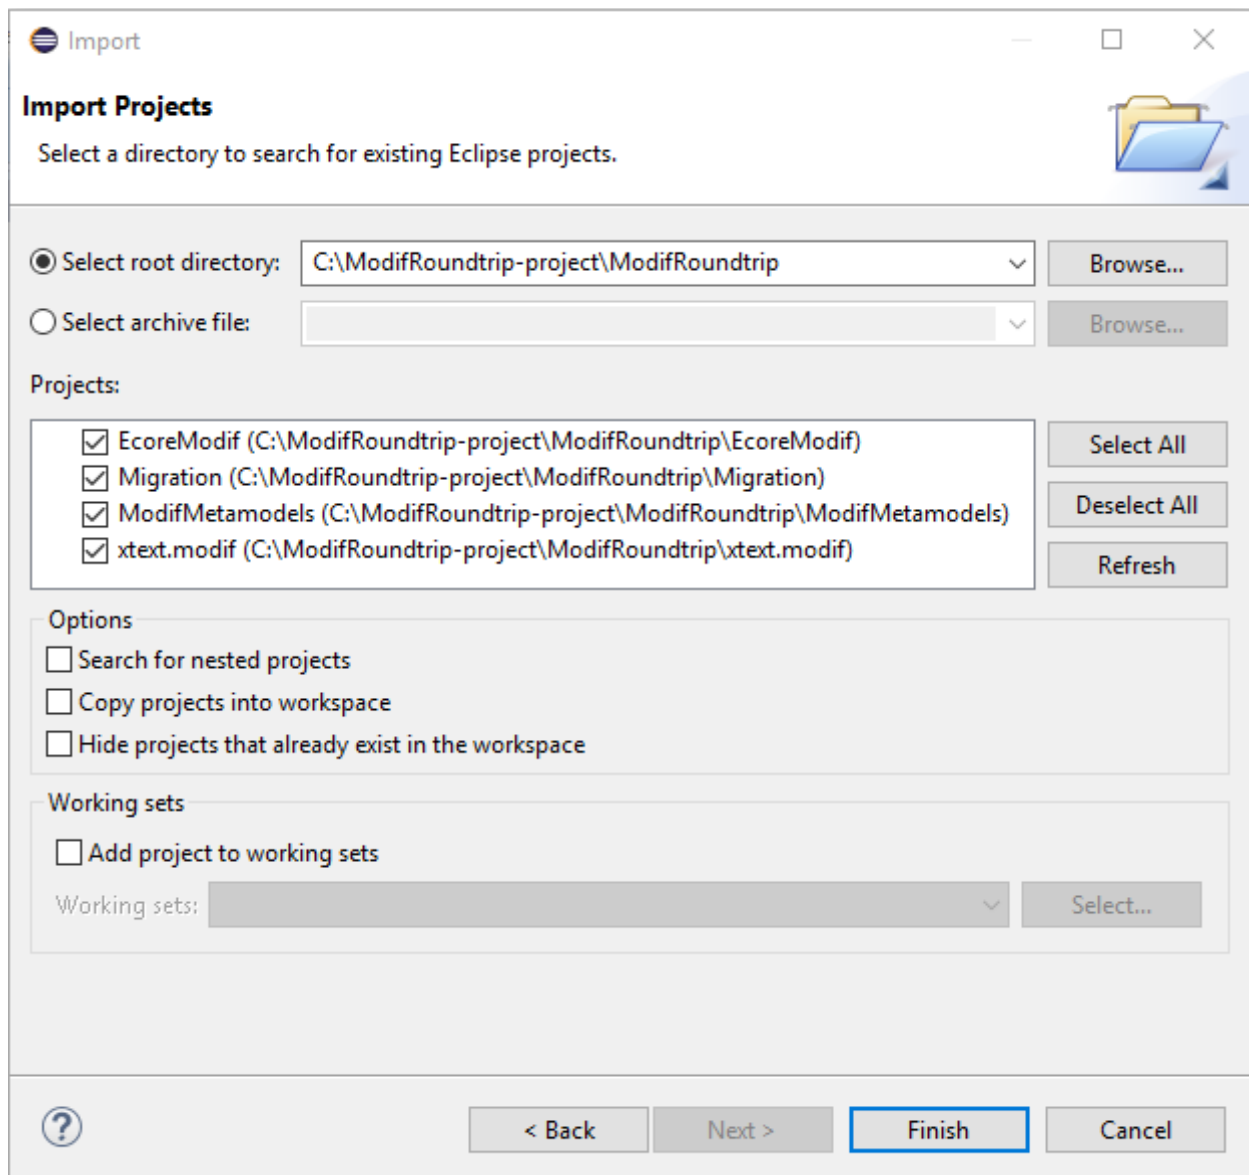 Import
Import Projects
Select a directory to search for existing Eclipse projects.
Select root directory: C:\ModifRoundtrip-project\ModifRoundtrip Browse...
Select archive file: Browse...
Projects:
EcoreModif (C:\ModifRoundtrip-project\ModifRoundtrip\EcoreModif) Select All
Migration (C:\ModifRoundtrip-project\ModifRoundtrip\Migration)
ModifMetamodels (C:\ModifRoundtrip-project\ModifRoundtrip\ModifMetamodels) Deselect All
xtext.modif (C:\ModifRoundtrip-project\ModifRoundtrip\xtext.modif) Refresh
Options
Search for nested projects
Copy projects into workspace
Hide projects that already exist in the workspace
Working sets
Add project to working sets
Working sets: Select...
? < Back Next > Finish Cancel